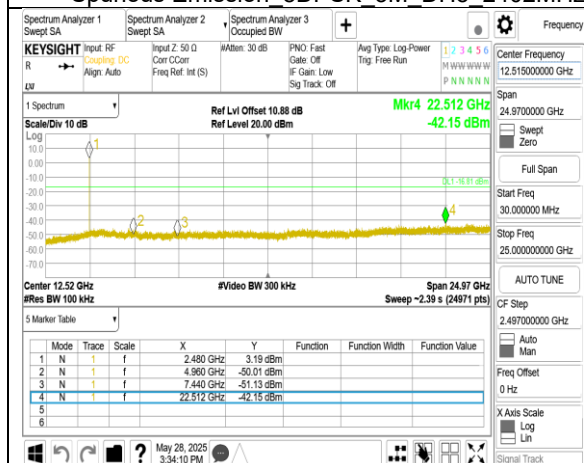 Spectrum Analyzer 1
Swept SA
Spectrum Analyzer 2
Swept SA
Spectrum Analyzer 3
Occupied BW
+
Frequency
KEYSIGHT
R
Input: RF
Coupling: DC
Align: Auto
Input Z: 50 Ω
Corr CCorr
Freq Ref: Int (S)
#Atten: 30 dB
PNO: Fast
Gate: Off
IF Gain: Low
Sig Track: Off
Avg Type: Log-Power
Trig: Free Run
1 2 3 4 5 6
M W W W W W
P N N N N N
1 Spectrum
Scale/Div 10 dB
Ref Lvl Offset 10.88 dB
Ref Level 20.00 dBm
Mkr4 22.512 GHz
-42.15 dBm
Log
10.0
0.00
-10.0
-20.0
-30.0
-40.0
-50.0
-60.0
-70.0
1
2
3
4
DL1 -16.81 dBm
Center 12.52 GHz
#Res BW 100 kHz
#Video BW 300 kHz
Span 24.97 GHz
Sweep ~2.39 s (24971 pts)
5 Marker Table
Mode Trace Scale X Y Function Function Width Function Value
1 N 1 f 2.480 GHz 3.19 dBm
2 N 1 f 4.960 GHz -50.01 dBm
3 N 1 f 7.440 GHz -51.13 dBm
4 N 1 f 22.512 GHz -42.15 dBm
5
6
Center Frequency
12.515000000 GHz
Span
24.9700000 GHz
Swept
Zero
Full Span
Start Freq
30.000000 MHz
Stop Freq
25.000000000 GHz
AUTO TUNE
CF Step
2.497000000 GHz
Auto
Man
Freq Offset
0 Hz
X Axis Scale
Log
Lin
Signal Track
?
May 28, 2025
3:34:10 PM